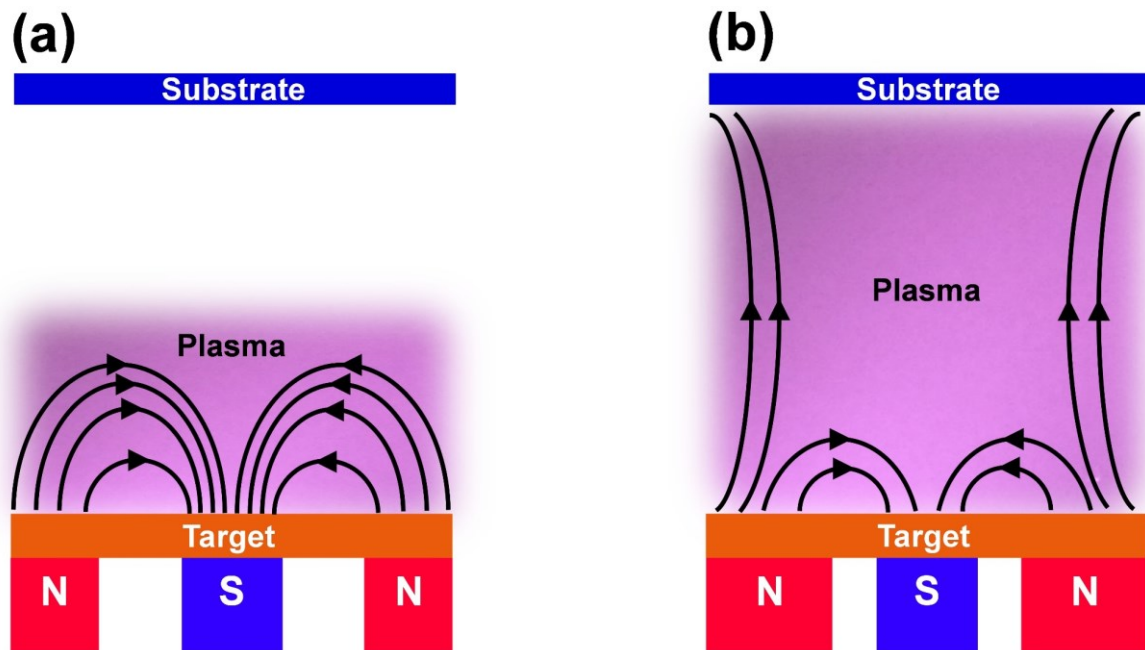 (a)
Substrate
Plasma
Target
N S N
(b)
Substrate
Plasma
Target
N S N